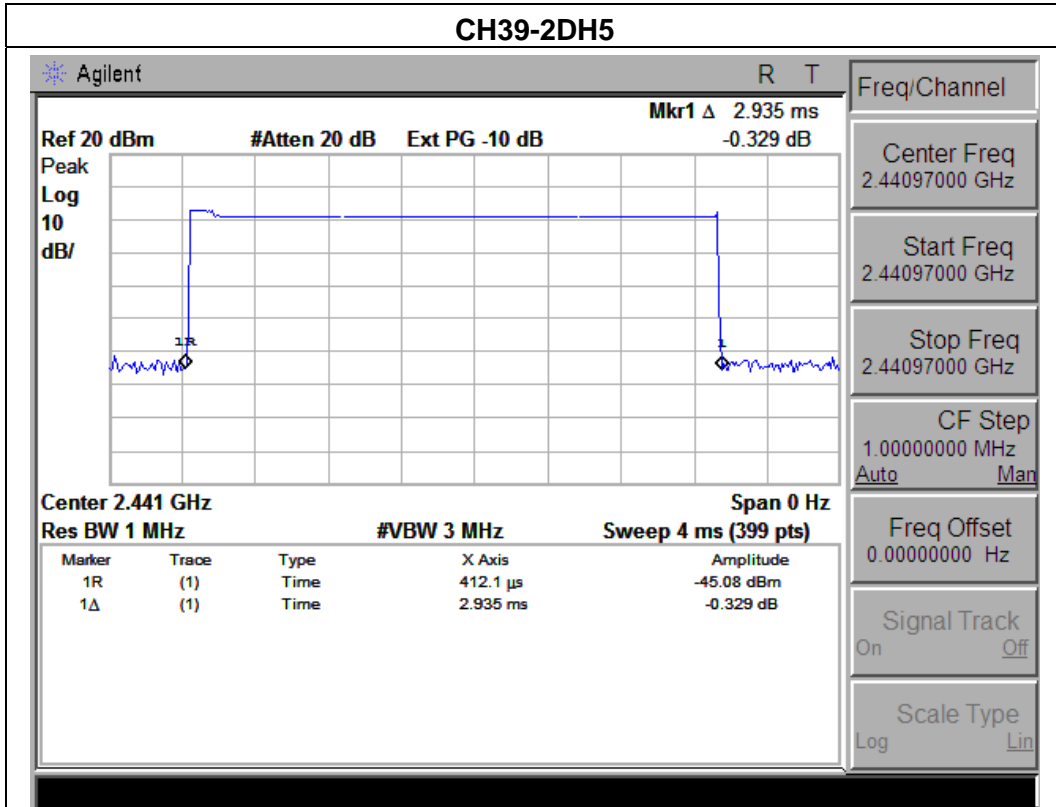 CH39-2DH5
Agilent R T
Mkr1 Δ 2.935 ms
Ref 20 dBm #Atten 20 dB Ext PG -10 dB -0.329 dB
Peak
Log
10
dB/
1R
1
Center 2.441 GHz Span 0 Hz
Res BW 1 MHz #VBW 3 MHz Sweep 4 ms (399 pts)
Marker Trace Type X Axis Amplitude
1R (1) Time 412.1 µs -45.08 dBm
1Δ (1) Time 2.935 ms -0.329 dB
Freq/Channel
Center Freq
2.44097000 GHz
Start Freq
2.44097000 GHz
Stop Freq
2.44097000 GHz
CF Step
1.00000000 MHz
Auto Man
Freq Offset
0.00000000 Hz
Signal Track
On Off
Scale Type
Log Lin